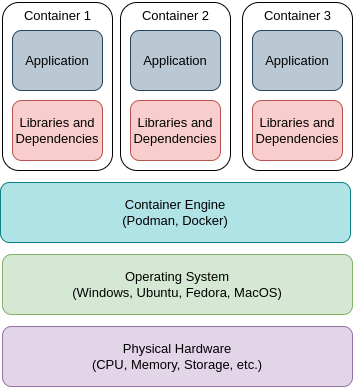 Container 1
Application
Libraries and
Dependencies
Container 2
Application
Libraries and
Dependencies
Container 3
Application
Libraries and
Dependencies
Container Engine
(Podman, Docker)
Operating System
(Windows, Ubuntu, Fedora, MacOS)
Physical Hardware
(CPU, Memory, Storage, etc.)